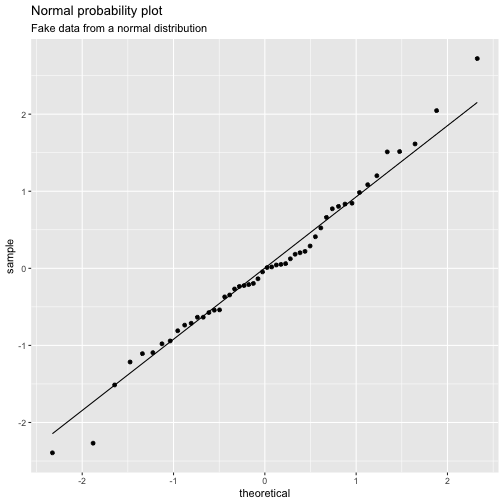 Normal probability plot
Fake data from a normal distribution
2
1
0
-1
-2
sample
-2
-1
0
1
2
theoretical